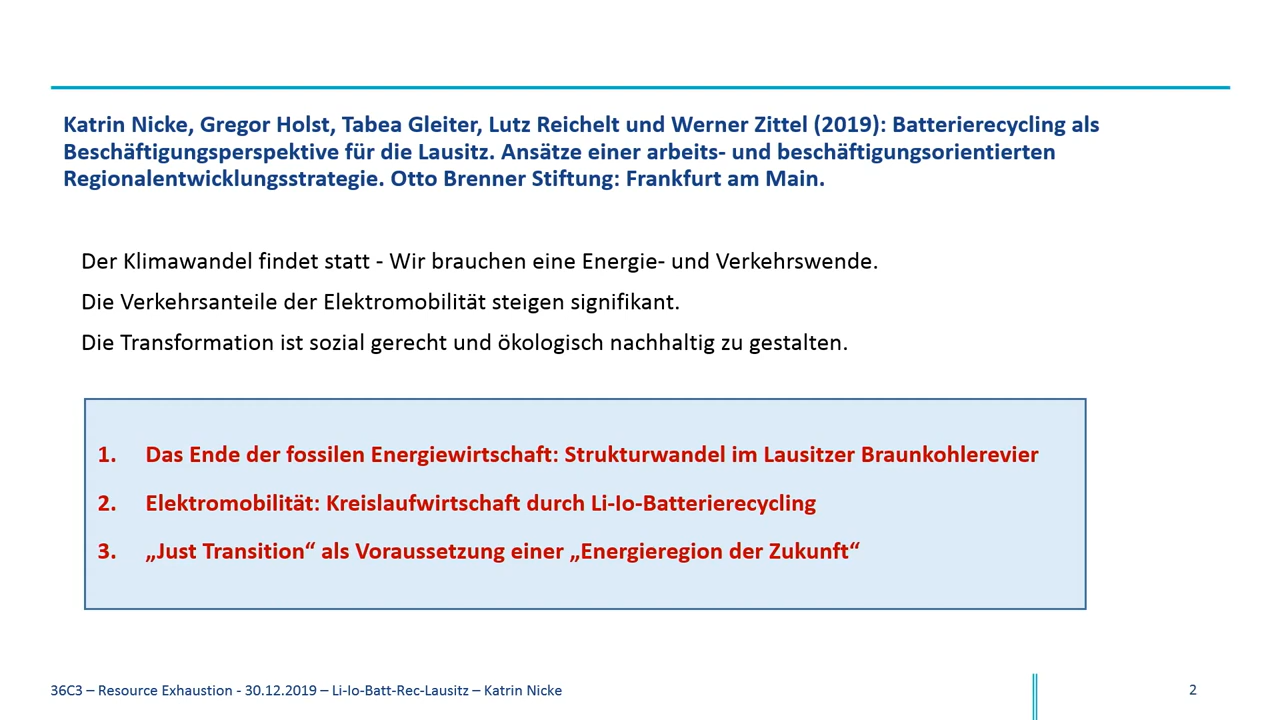 Katrin Nicke, Gregor Holst, Tabea Gleiter, Lutz Reichelt und Werner Zittel (2019): Batterierecycling als
Beschäftigungsperspektive für die Lausitz. Ansätze einer arbeits- und beschäftigungsorientierten
Regionalentwicklungsstrategie. Otto Brenner Stiftung: Frankfurt am Main.
Der Klimawandel findet statt - Wir brauchen eine Energie- und Verkehrswende.
Die Verkehrsanteile der Elektromobilität steigen signifikant.
Die Transformation ist sozial gerecht und ökologisch nachhaltig zu gestalten.
1. Das Ende der fossilen Energiewirtschaft: Strukturwandel im Lausitzer Braunkohlerevier
2. Elektromobilität: Kreislaufwirtschaft durch Li-Io-Batterierecycling
3. „Just Transition“ als Voraussetzung einer „Energieregion der Zukunft“
36C3 – Resource Exhaustion - 30.12.2019 – Li-Io-Batt-Rec-Lausitz – Katrin Nicke
2